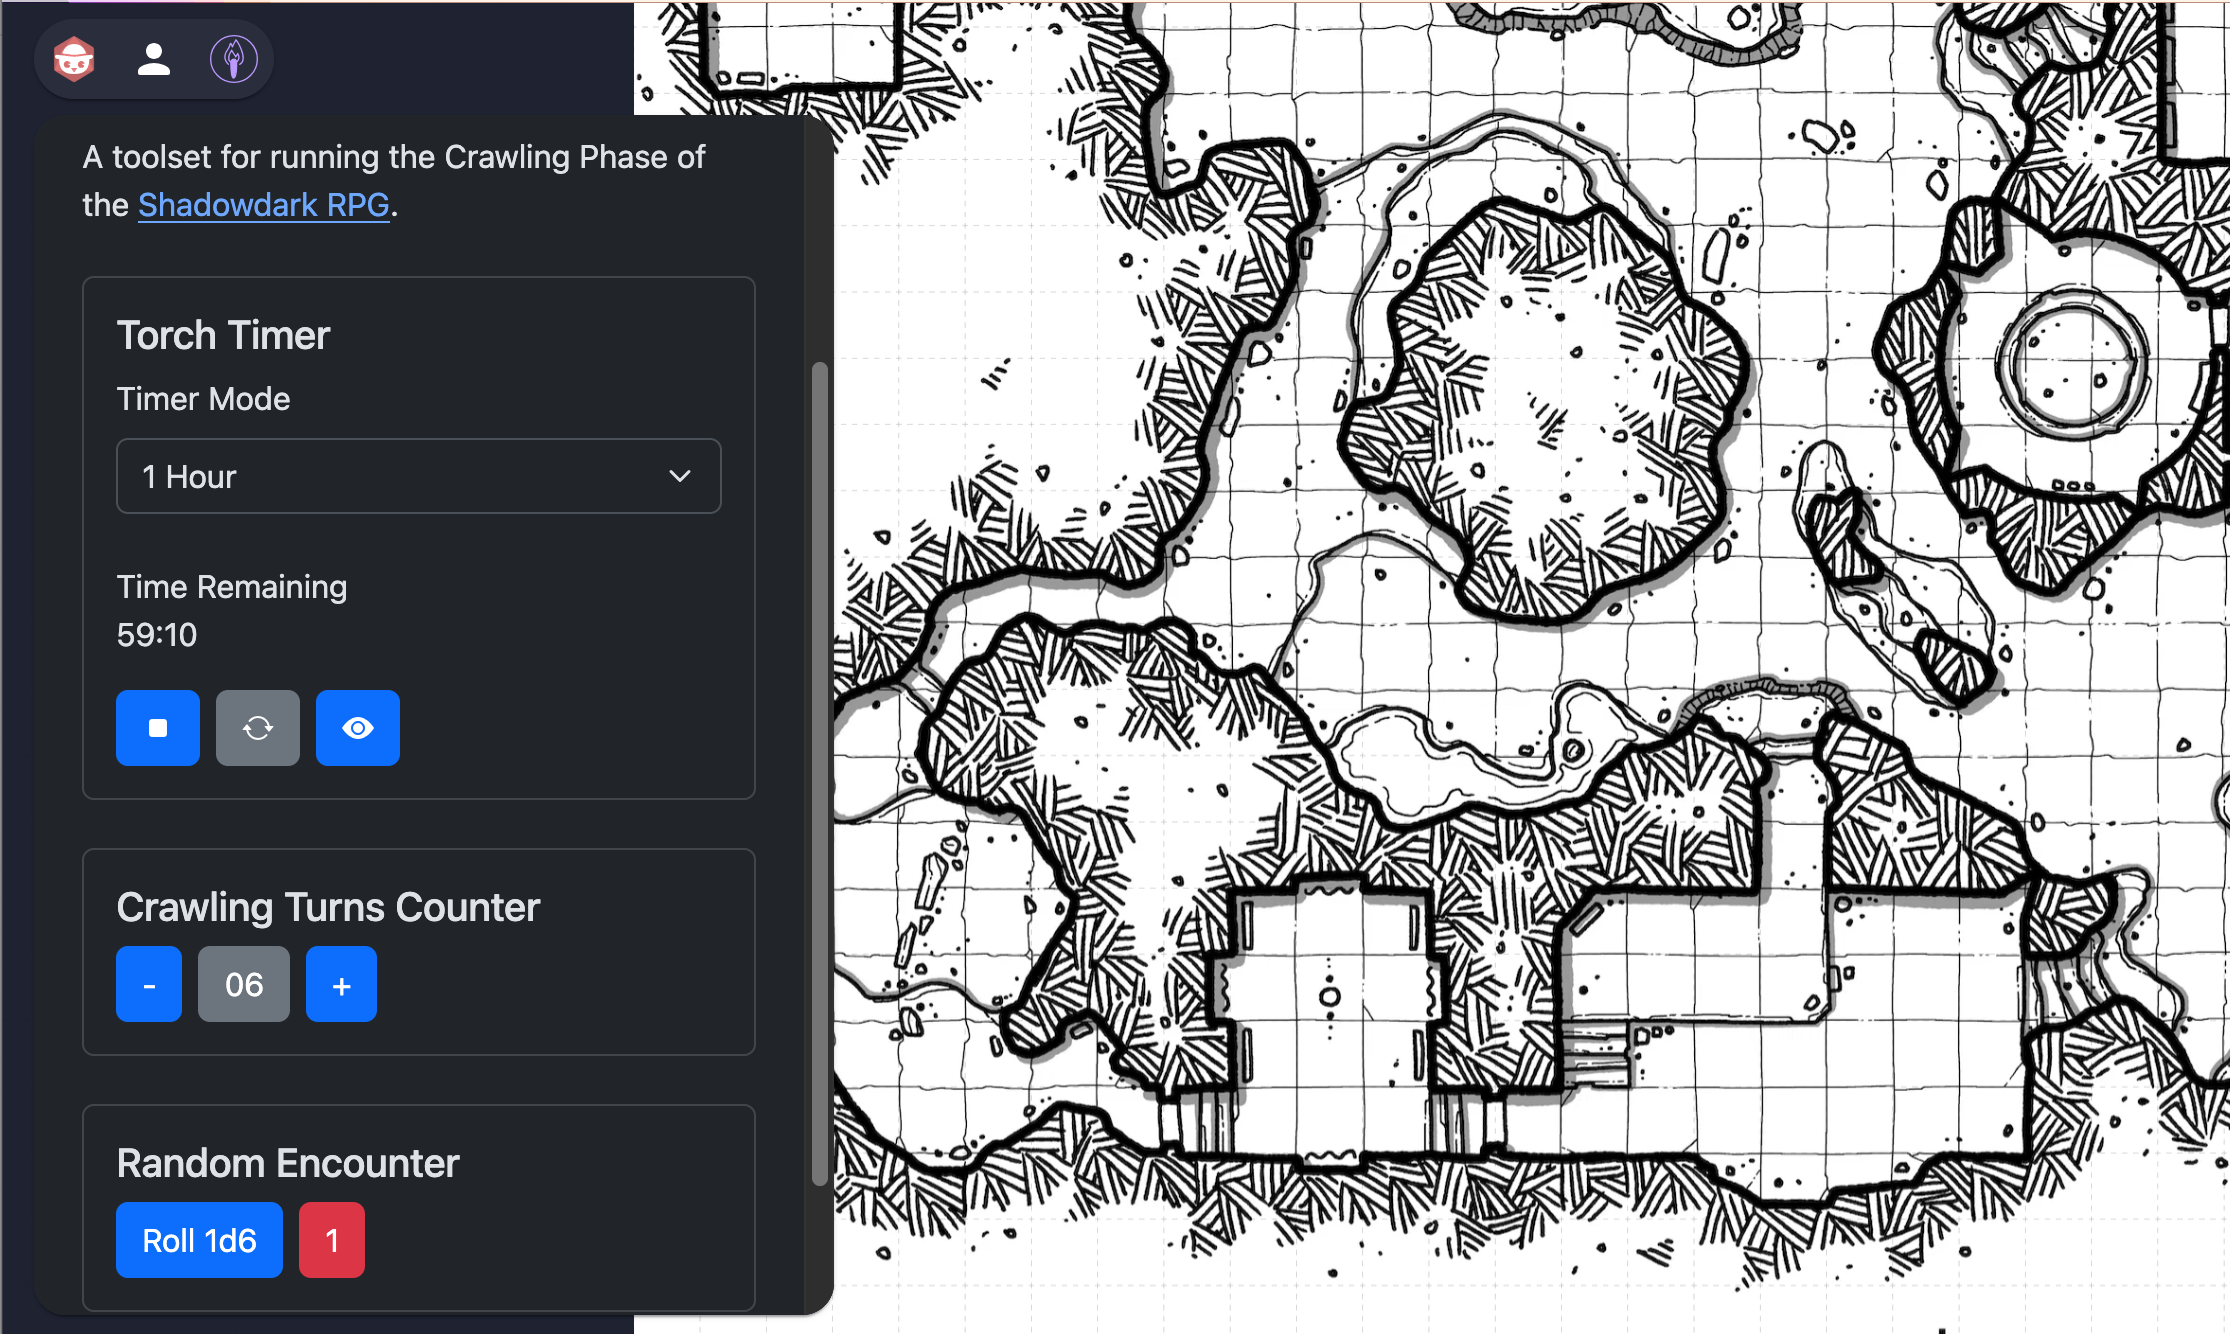 A toolset for running the Crawling Phase of
the Shadowdark RPG.
Torch Timer
Timer Mode
1 Hour
Time Remaining
59:10
Crawling Turns Counter
- 06 +
Random Encounter
Roll 1d6 1